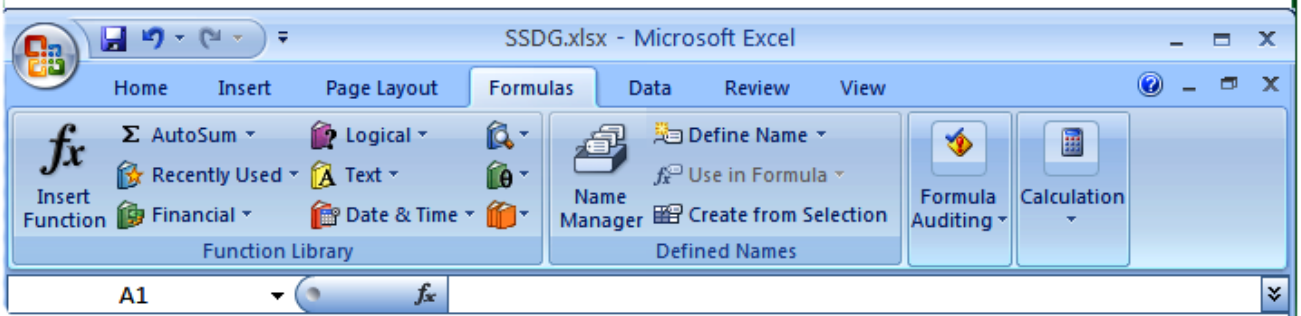 SSDG.xlsx - Microsoft Excel
Home Insert Page Layout Formulas Data Review View
fx Σ AutoSum Logical Define Name
Recently Used A Text θ fx Use in Formula
Insert Function Financial Date & Time Name Manager Create from Selection Formula Auditing Calculation
Function Library Defined Names
A1 fx